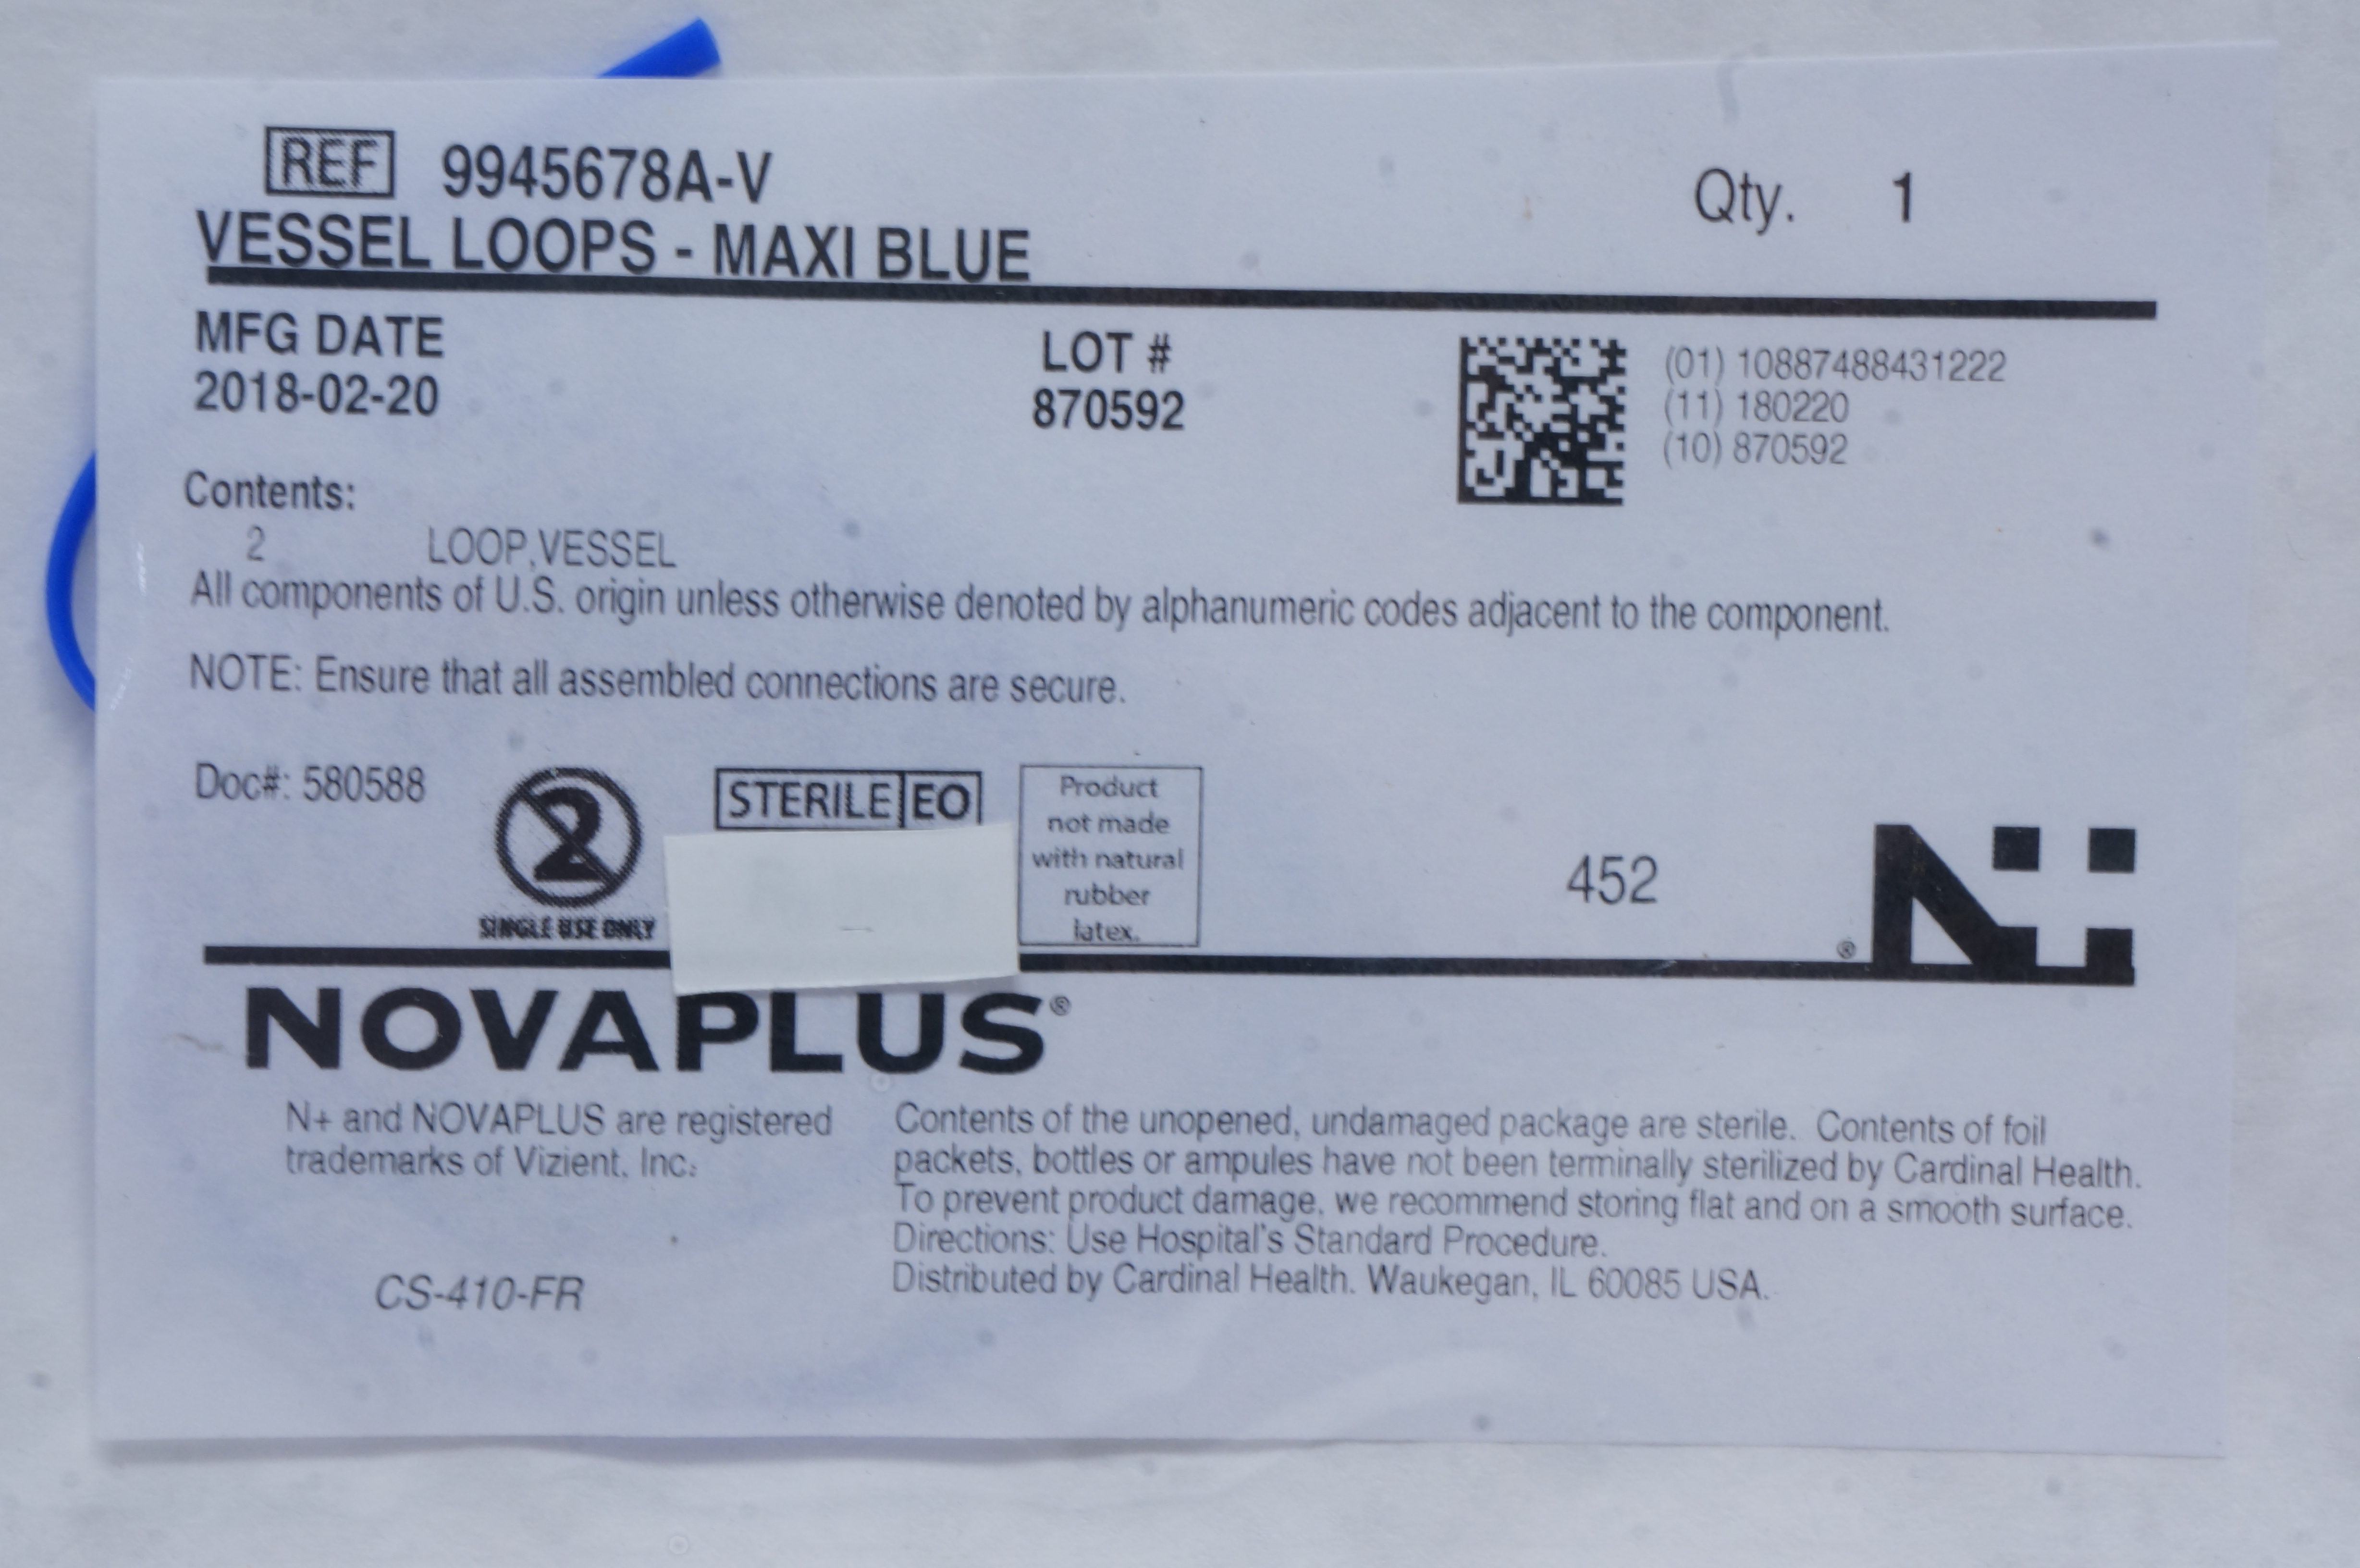 REF 9945678A-V
Qty. 1
VESSEL LOOPS - MAXI BLUE
MFG DATE
2018-02-20
LOT #
870592
(01) 10887488431222
(11) 180220
(10) 870592
Contents:
2 LOOP,VESSEL
All components of U.S. origin unless otherwise denoted by alphanumeric codes adjacent to the component.
NOTE: Ensure that all assembled connections are secure.
Doc#: 580588
2
SINGLE USE ONLY
STERILE EO
Product
not made
with natural
rubber
latex.
452
N+
®
NOVAPLUS®
N+ and NOVAPLUS are registered
trademarks of Vizient, Inc.
CS-410-FR
Contents of the unopened, undamaged package are sterile. Contents of foil
packets, bottles or ampules have not been terminally sterilized by Cardinal Health.
To prevent product damage, we recommend storing flat and on a smooth surface.
Directions: Use Hospital's Standard Procedure.
Distributed by Cardinal Health. Waukegan, IL 60085 USA.